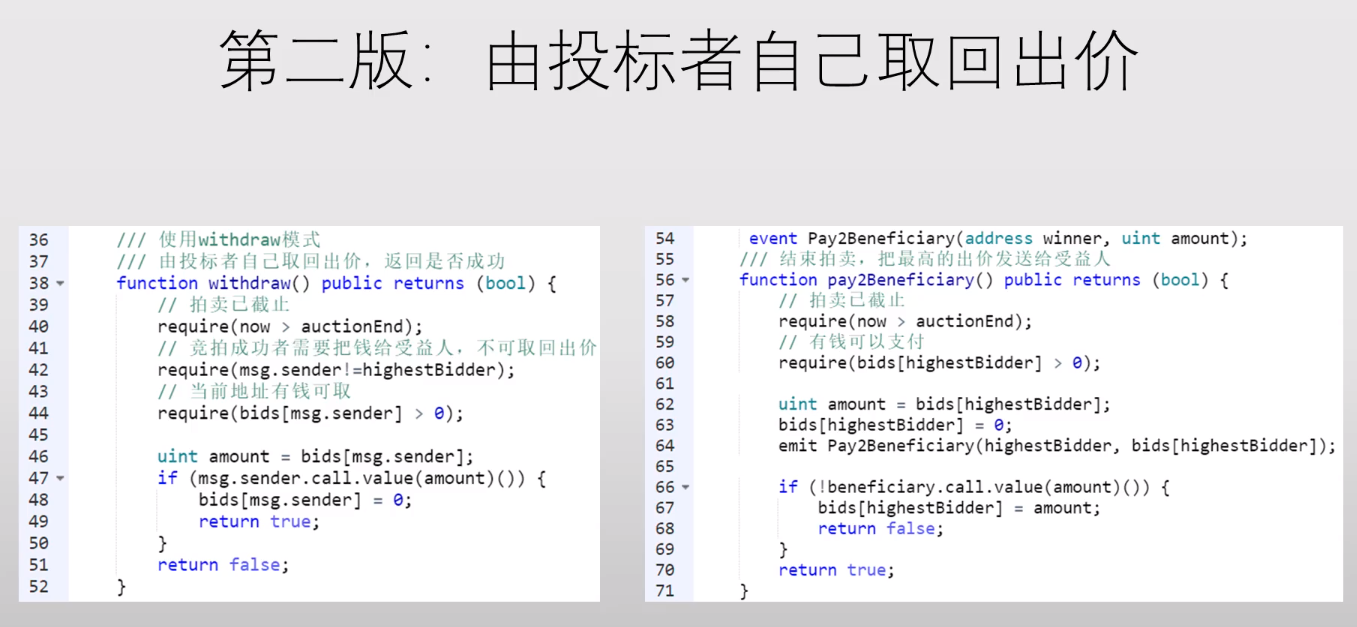 第二版：由投标者自己取回出价
36 /// 使用withdraw模式
37 /// 由投标者自己取回出价，返回是否成功
38 function withdraw() public returns (bool) {
39 // 拍卖已截止
40 require(now > auctionEnd);
41 // 竞拍成功者需要把钱给受益人，不可取回出价
42 require(msg.sender!=highestBidder);
43 // 当前地址有钱可取
44 require(bids[msg.sender] > 0);
45
46 uint amount = bids[msg.sender];
47 if (msg.sender.call.value(amount)()) {
48 bids[msg.sender] = 0;
49 return true;
50 }
51 return false;
52 }
54 event Pay2Beneficiary(address winner, uint amount);
55 /// 结束拍卖，把最高的出价发送给受益人
56 function pay2Beneficiary() public returns (bool) {
57 // 拍卖已截止
58 require(now > auctionEnd);
59 // 有钱可以支付
60 require(bids[highestBidder] > 0);
61
62 uint amount = bids[highestBidder];
63 bids[highestBidder] = 0;
64 emit Pay2Beneficiary(highestBidder, bids[highestBidder]);
65
66 if (!beneficiary.call.value(amount)()) {
67 bids[highestBidder] = amount;
68 return false;
69 }
70 return true;
71 }